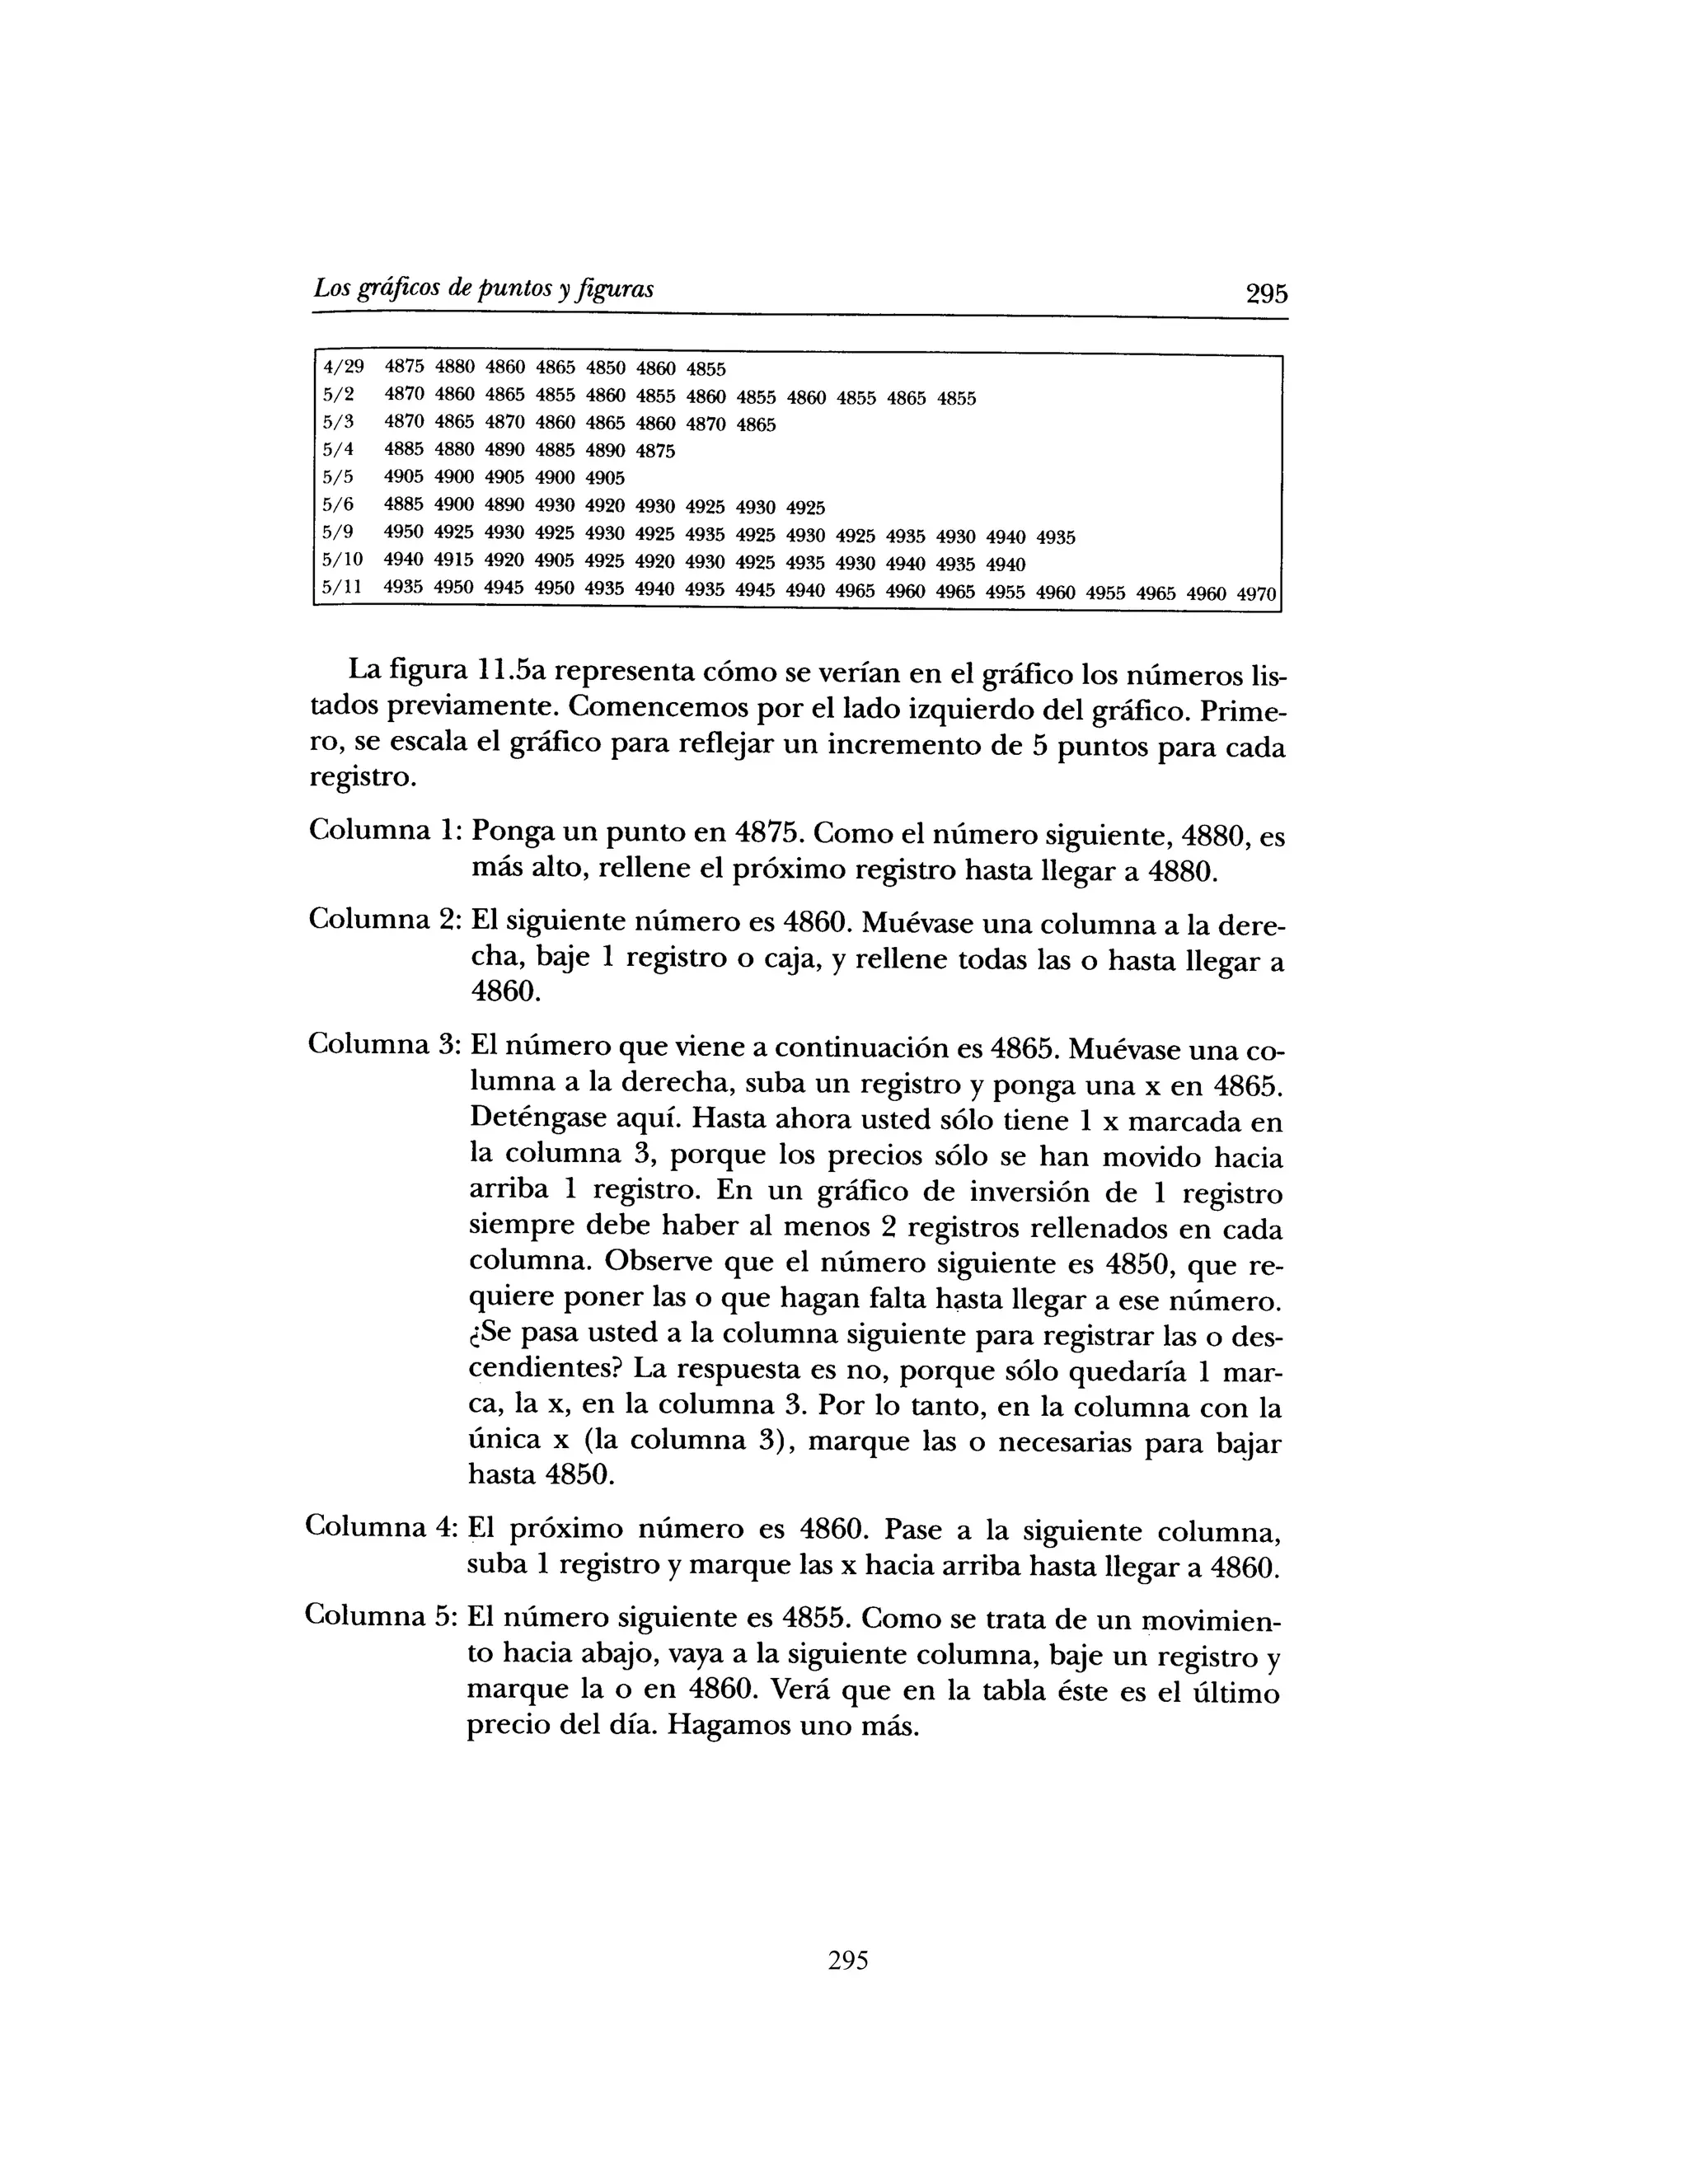 Los gráficos de puntos y figuras 295
4/29 4875 4880 4860 4865 4850 4860 4855
5/2 4870 4860 4865 4855 4860 4855 4860 4855 4860 4855 4865 4855
5/3 4870 4865 4870 4860 4865 4860 4870 4865
5/4 4885 4880 4890 4885 4890 4875
5/5 4905 4900 4905 4900 4905
5/6 4885 4900 4890 4930 4920 4930 4925 4930 4925
5/9 4950 4925 4930 4925 4930 4925 4935 4925 4930 4925 4935 4930 4940 4935
5/10 4940 4915 4920 4905 4925 4920 4930 4925 4935 4930 4940 4935 4940
5/11 4935 4950 4945 4950 4935 4940 4935 4945 4940 4965 4960 4965 4955 4960 4955 4965 4960 4970
La figura 11.5a representa cómo se verían en el gráfico los números lis-
tados previamente. Comencemos por el lado izquierdo del gráfico. Prime-
ro, se escala el gráfico para reflejar un incremento de 5 puntos para cada
registro.
Columna 1: Ponga un punto en 4875. Como el número siguiente, 4880, es
más alto, rellene el próximo registro hasta llegar a 4880.
Columna 2: El siguiente número es 4860. Muévase una columna a la dere-
cha, baje 1 registro o caja, y rellene todas las o hasta llegar a
4860.
Columna 3: El número que viene a continuación es 4865. Muévase una co-
lumna a la derecha, suba un registro y ponga una x en 4865.
Deténgase aquí. Hasta ahora usted sólo tiene 1 x marcada en
la columna 3, porque los precios sólo se han movido hacia
arriba 1 registro. En un gráfico de inversión de 1 registro
siempre debe haber al menos 2 registros rellenados en cada
columna. Observe que el número siguiente es 4850, que re-
quiere poner las o que hagan falta hasta llegar a ese número.
¿Se pasa usted a la columna siguiente para registrar las o des-
cendientes? La respuesta es no, porque sólo quedaría 1 mar-
ca, la x, en la columna 3. Por lo tanto, en la columna con la
única x (la columna 3), marque las o necesarias para bajar
hasta 4850.
Columna 4: El próximo número es 4860. Pase a la siguiente columna,
suba 1 registro y marque las x hacia arriba hasta llegar a 4860.
Columna 5: El número siguiente es 4855. Como se trata de un movimien-
to hacia abajo, vaya a la siguiente columna, baje un registro y
marque la o en 4860. Verá que en la tabla éste es el último
precio del día. Hagamos uno más.
295